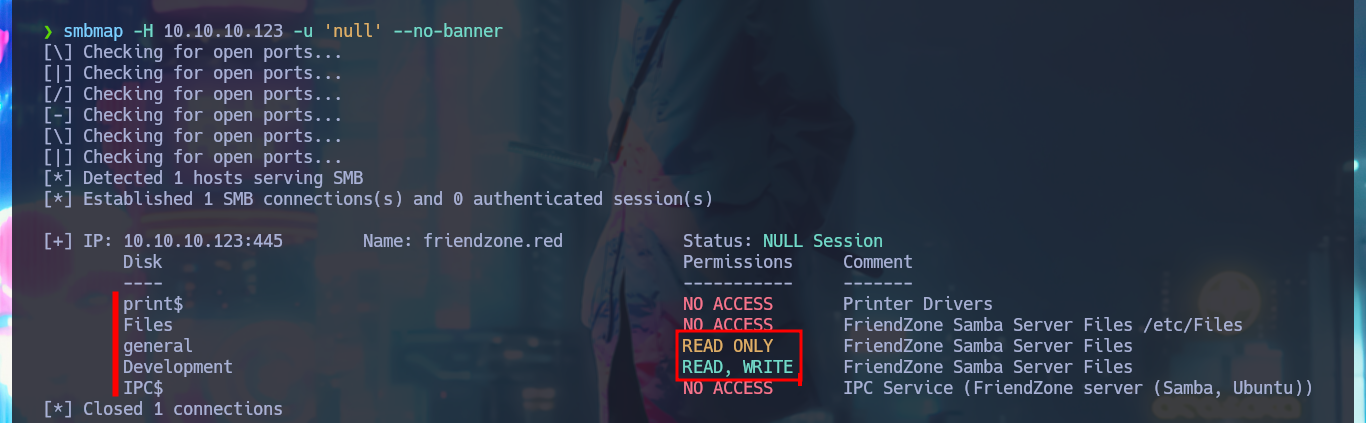 ❯ smbmap -H 10.10.10.123 -u 'null' --no-banner
[\] Checking for open ports...
[|] Checking for open ports...
[/] Checking for open ports...
[-] Checking for open ports...
[\] Checking for open ports...
[|] Checking for open ports...
[*] Detected 1 hosts serving SMB
[*] Established 1 SMB connections(s) and 0 authenticated session(s)
[+] IP: 10.10.10.123:445 Name: friendzone.red Status: NULL Session
Disk Permissions Comment
---- ----------- -------
print$ NO ACCESS Printer Drivers
Files NO ACCESS FriendZone Samba Server Files /etc/Files
general READ ONLY FriendZone Samba Server Files
Development READ, WRITE FriendZone Samba Server Files
IPC$ NO ACCESS IPC Service (FriendZone server (Samba, Ubuntu))
[*] Closed 1 connections